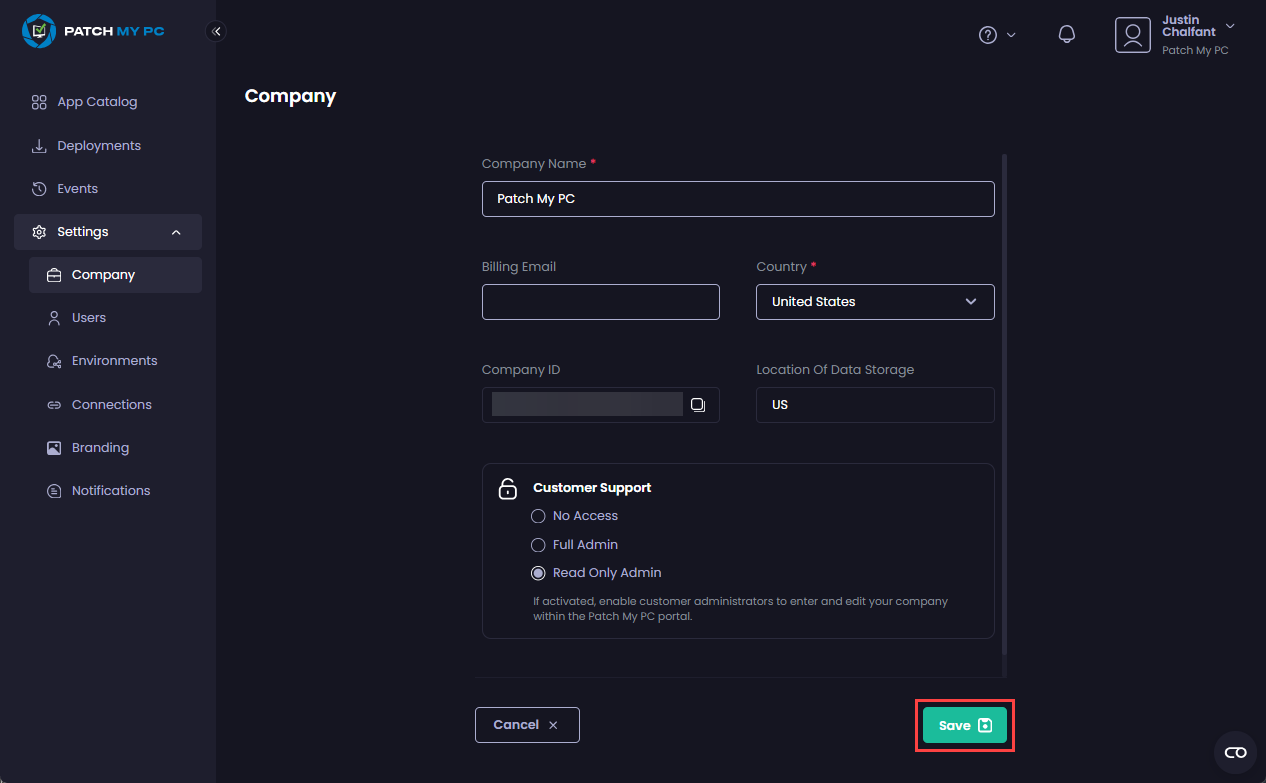 PATCH MY PC
Justin
Chalfant
Patch My PC
App Catalog
Deployments
Events
Settings
Company
Users
Environments
Connections
Branding
Notifications
Company
Company Name *
Patch My PC
Billing Email
Country *
United States
Company ID
Location Of Data Storage
US
Customer Support
No Access
Full Admin
Read Only Admin
If activated, enable customer administrators to enter and edit your company
within the Patch My PC portal.
Cancel
Save